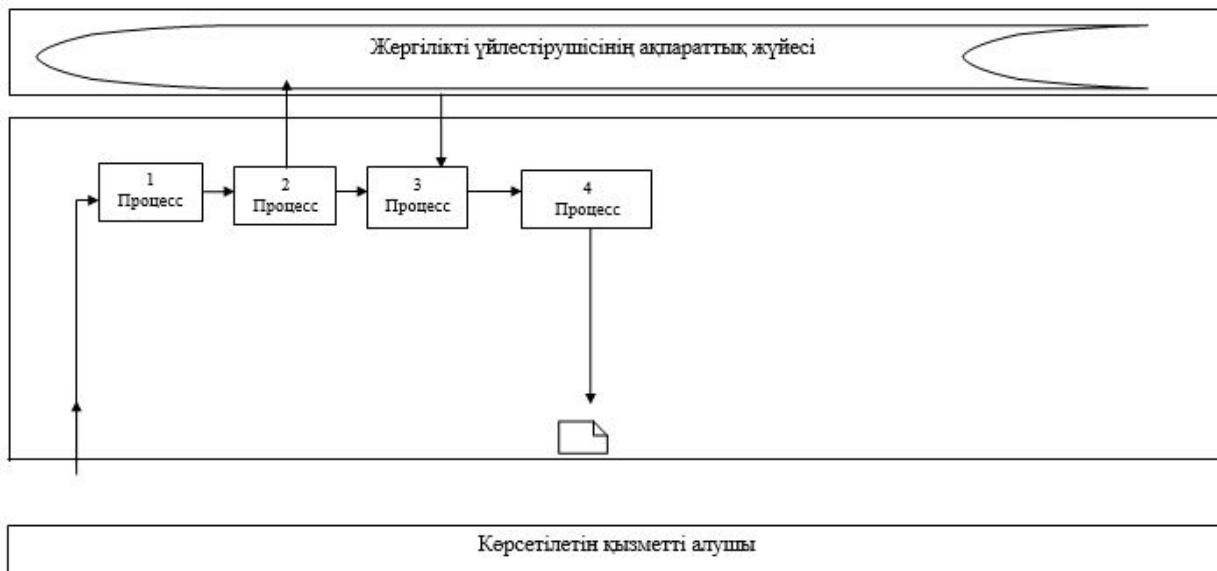 Жергілікті үйлестірушісінің ақпараттық жүйесі
1
Процесс
2
Процесс
3
Процесс
4
Процесс
Көрсетілетін қызметті алушы